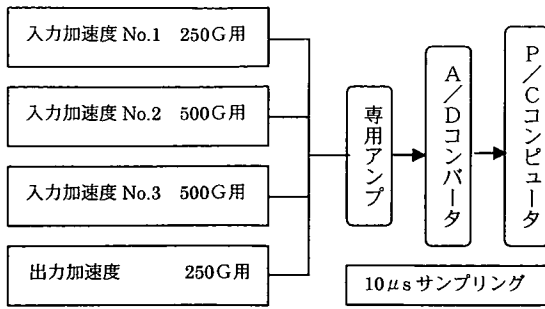 入力加速度 No.1 250G用
入力加速度 No.2 500G用
入力加速度 No.3 500G用
出力加速度 250G用
専用アンプ
A/Dコンバータ
P/Cコンピュータ
10μsサンプリング